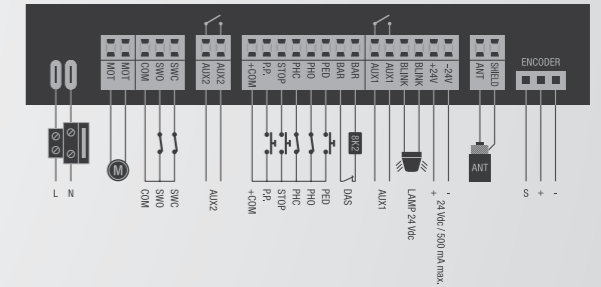 MOT MOT COM SWO SWC AUX2 AUX2 +COM P.P. STOP PHC PHO PED BAR BAR AUX1 AUX1 BLINK BLINK +24V -24V ANT SHIELD ENCODER
8K2
M
ANT
L N COM SWO SWC AUX2 +COM P.P. STOP PHC PHO PED DAS AUX1 LAMP 24 Vdc + - 24 Vdc / 500 mA max. S + -